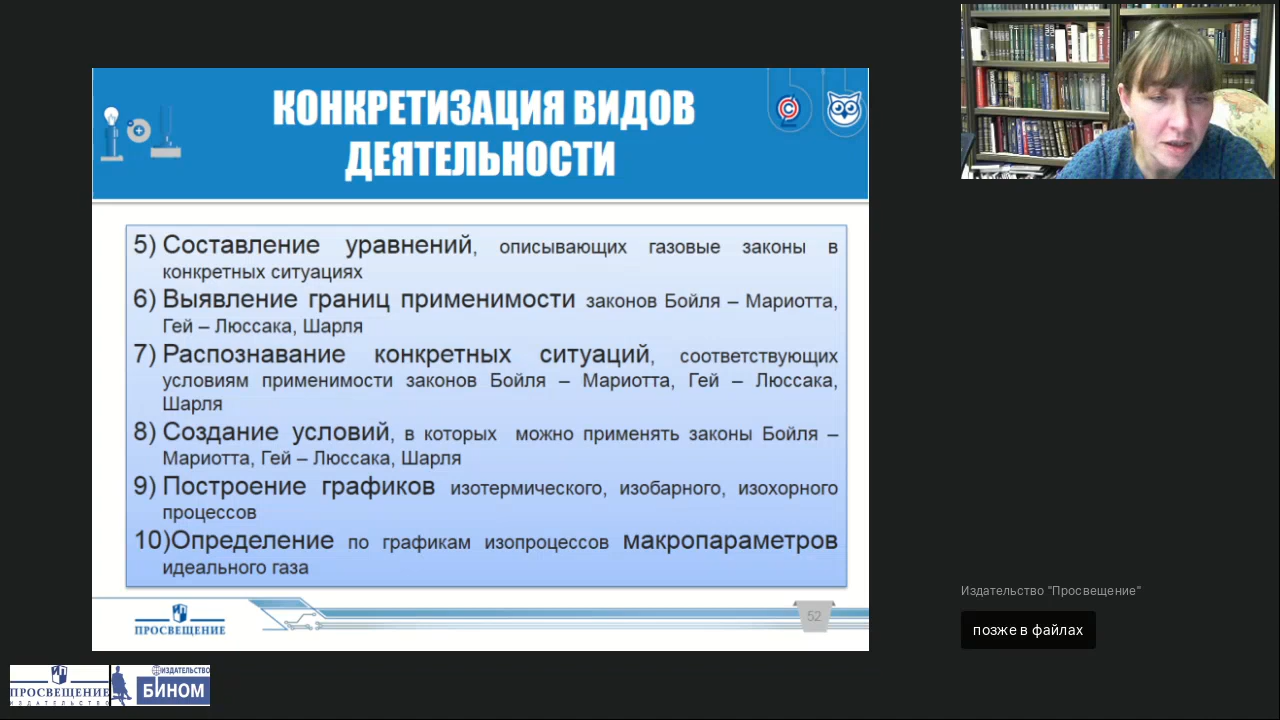 КОНКРЕТИЗАЦИЯ ВИДОВ
ДЕЯТЕЛЬНОСТИ
5) Составление уравнений, описывающих газовые законы в
конкретных ситуациях
6) Выявление границ применимости законов Бойля – Мариотта,
Гей – Люссака, Шарля
7) Распознавание конкретных ситуаций, соответствующих
условиям применимости законов Бойля – Мариотта, Гей – Люссака,
Шарля
8) Создание условий, в которых можно применять законы Бойля –
Мариотта, Гей – Люссака, Шарля
9) Построение графиков изотермического, изобарного, изохорного
процессов
10)Определение по графикам изопроцессов макропараметров
идеального газа
ПРОСВЕЩЕНИЕ
52
Издательство "Просвещение"
позже в файлах
ПРОСВЕЩЕНИЕ
ИЗДАТЕЛЬСТВО
ИЗДАТЕЛЬСТВО
БИНОМ